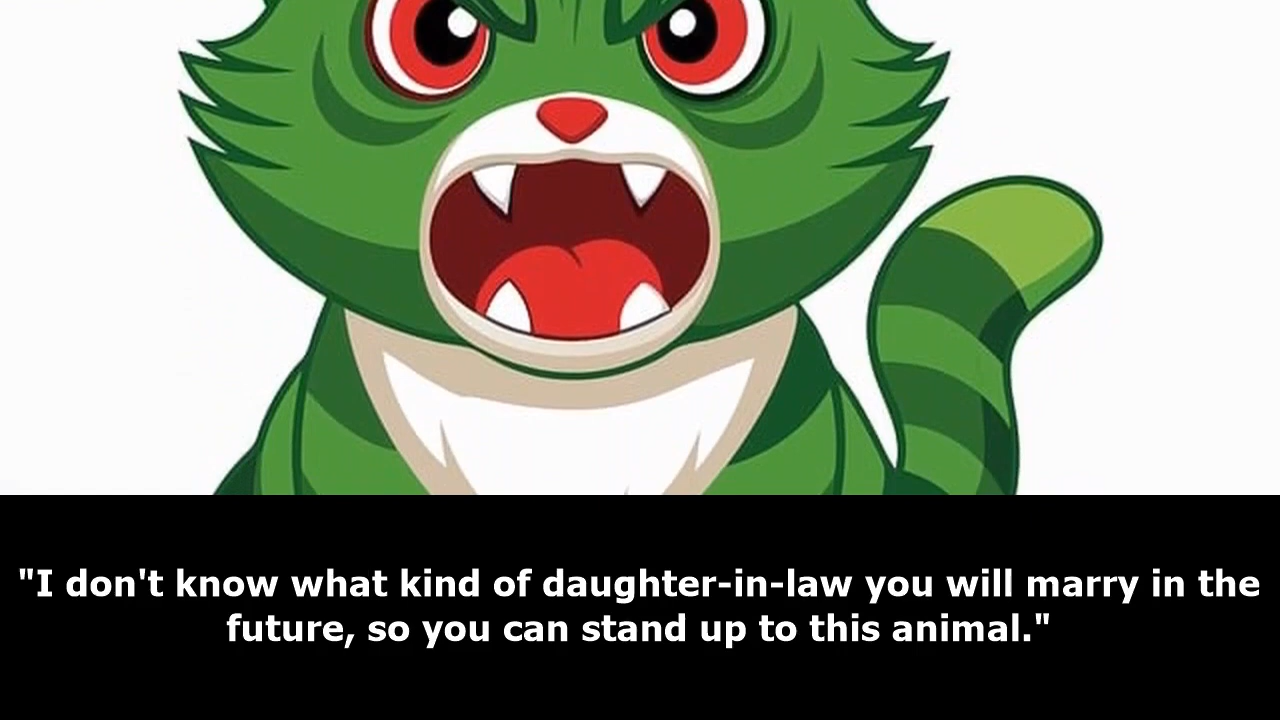 "I don't know what kind of daughter-in-law you will marry in the
future, so you can stand up to this animal."